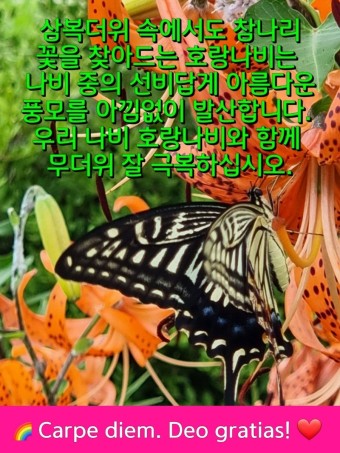 삼복더위 속에서도 참나리
꽃을 찾아드는 호랑나비는
나비 중의 선비답게 아름다운
풍모를 아낌없이 발산합니다.
우리 나비 호랑나비와 함께
무더위 잘 극복하십시오.
🌈 Carpe diem. Deo gratias! ❤️